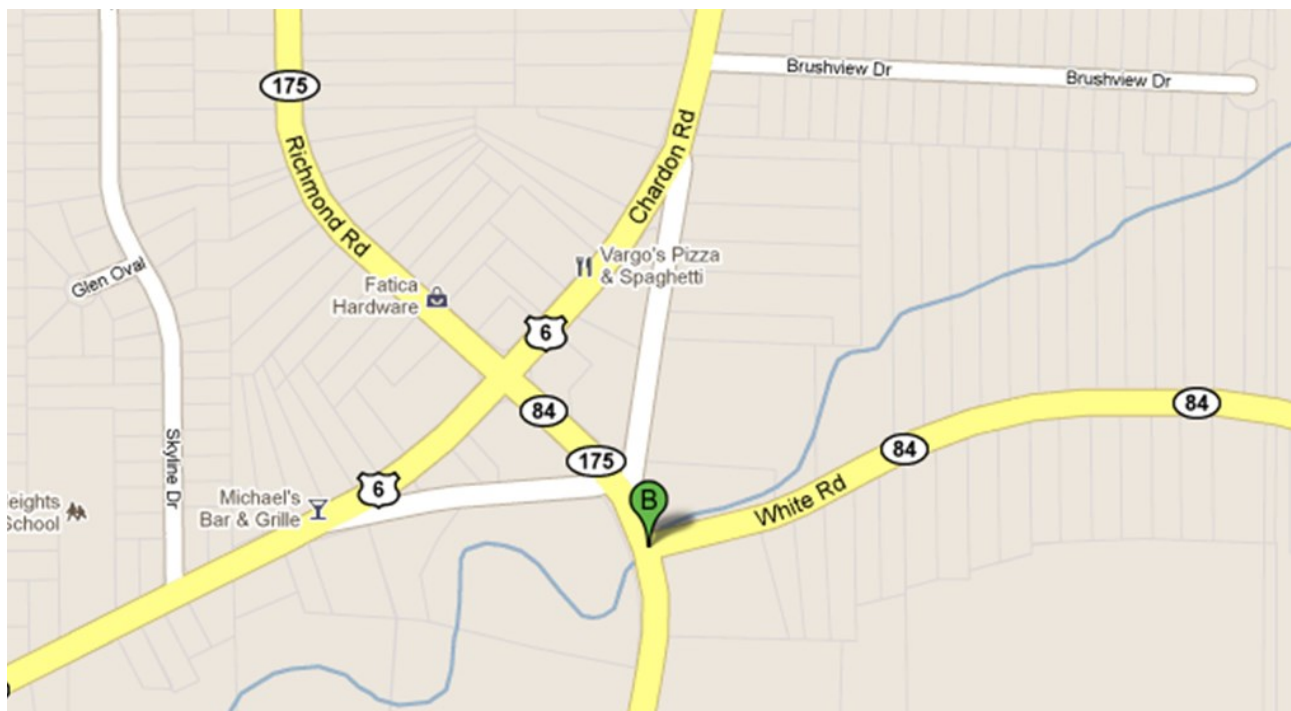 Brushview Dr
Brushview Dr
175
Richmond Rd
Chardon Rd
Glen Oval
Vargo's Pizza
& Spaghetti
Fatica
Hardware
6
84
84
84
175
6
Skyline Dr
Michael's
Bar & Grille
White Rd
B
eights
School